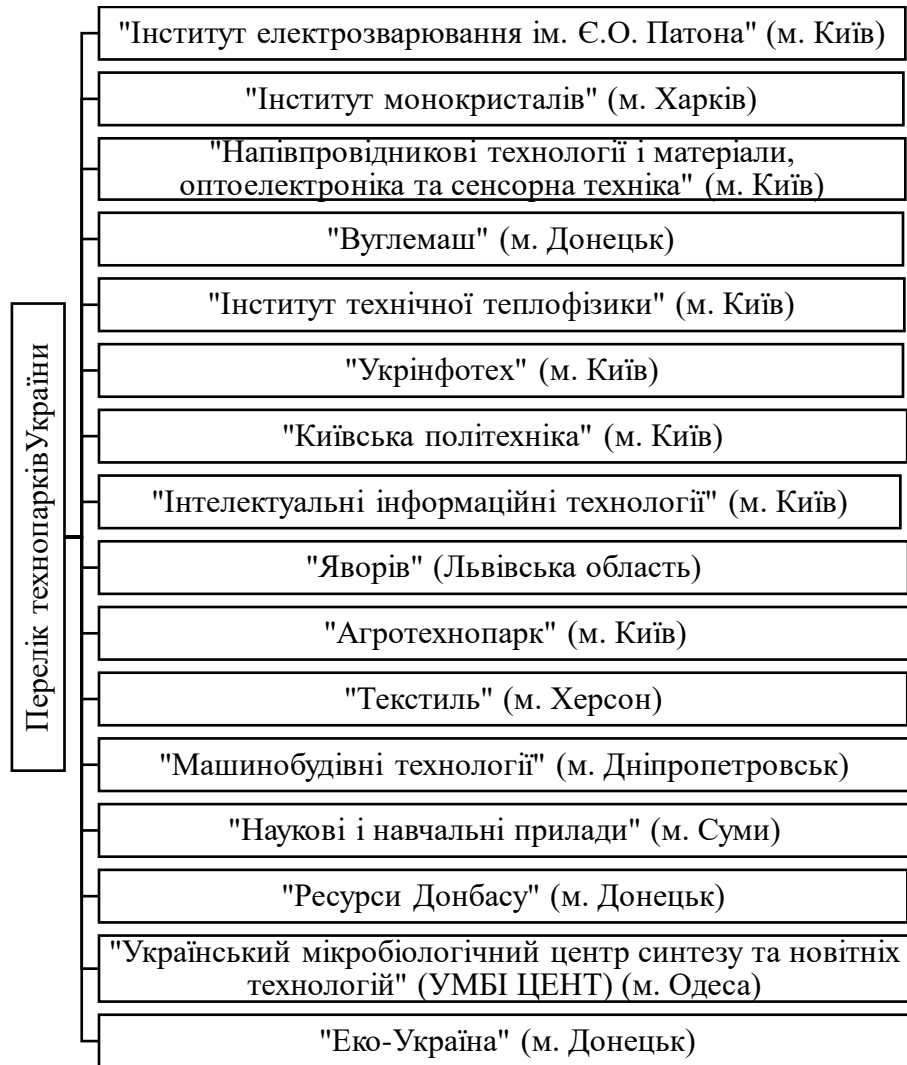 Перелік технопарків України
"Інститут електрозварювання ім. Є.О. Патона" (м. Київ)
"Інститут монокристалів" (м. Харків)
"Напівпровідникові технології і матеріали,
оптоелектроніка та сенсорна техніка" (м. Київ)
"Вуглемаш" (м. Донецьк)
"Інститут технічної теплофізики" (м. Київ)
"Укрінфотех" (м. Київ)
"Київська політехніка" (м. Київ)
"Інтелектуальні інформаційні технології" (м. Київ)
"Яворів" (Львівська область)
"Агротехнопарк" (м. Київ)
"Текстиль" (м. Херсон)
"Машинобудівні технології" (м. Дніпропетровськ)
"Наукові і навчальні прилади" (м. Суми)
"Ресурси Донбасу" (м. Донецьк)
"Український мікробіологічний центр синтезу та новітніх
технологій" (УМБІ ЦЕНТ) (м. Одеса)
"Еко-Україна" (м. Донецьк)